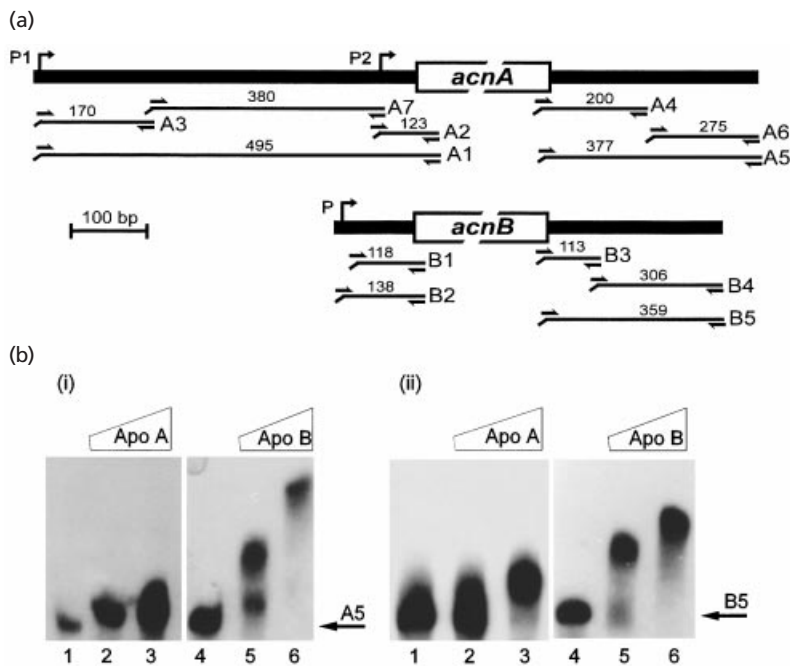 (a)
P1 P2
acnA
170 380 A7 200 A4
A3 123 A2 275 A6
495 A1 377 A5
100 bp
P
acnB
118 B1 113 B3
138 B2 306 B4
359 B5
(b)
(i) (ii)
Apo A Apo B Apo A Apo B
A5 B5
1 2 3 4 5 6 1 2 3 4 5 6